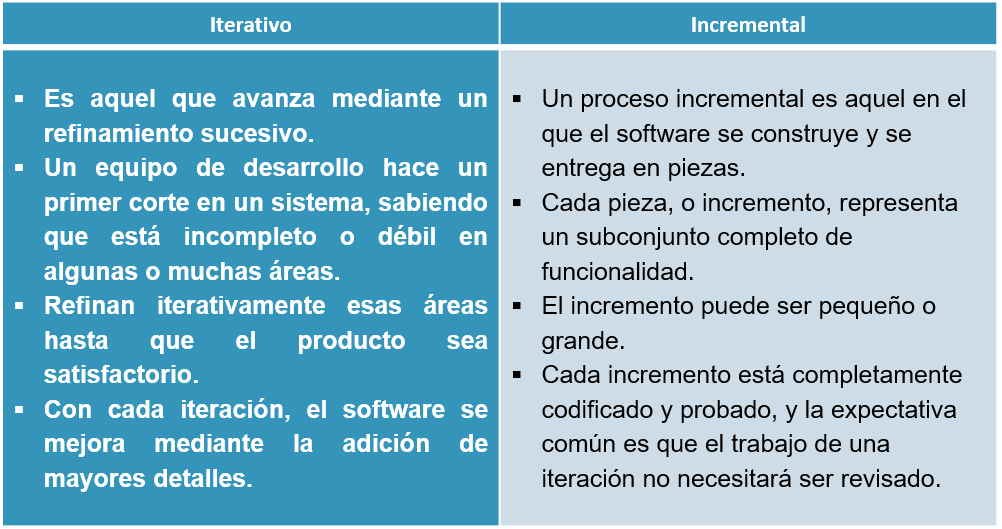 Iterativo
▪ Es aquel que avanza mediante un
refinamiento sucesivo.
▪ Un equipo de desarrollo hace un
primer corte en un sistema, sabiendo
que está incompleto o débil en
algunas o muchas áreas.
▪ Refinan iterativamente esas áreas
hasta que el producto sea
satisfactorio.
▪ Con cada iteración, el software se
mejora mediante la adición de
mayores detalles.
Incremental
▪ Un proceso incremental es aquel en el
que el software se construye y se
entrega en piezas.
▪ Cada pieza, o incremento, representa
un subconjunto completo de
funcionalidad.
▪ El incremento puede ser pequeño o
grande.
▪ Cada incremento está completamente
codificado y probado, y la expectativa
común es que el trabajo de una
iteración no necesitará ser revisado.